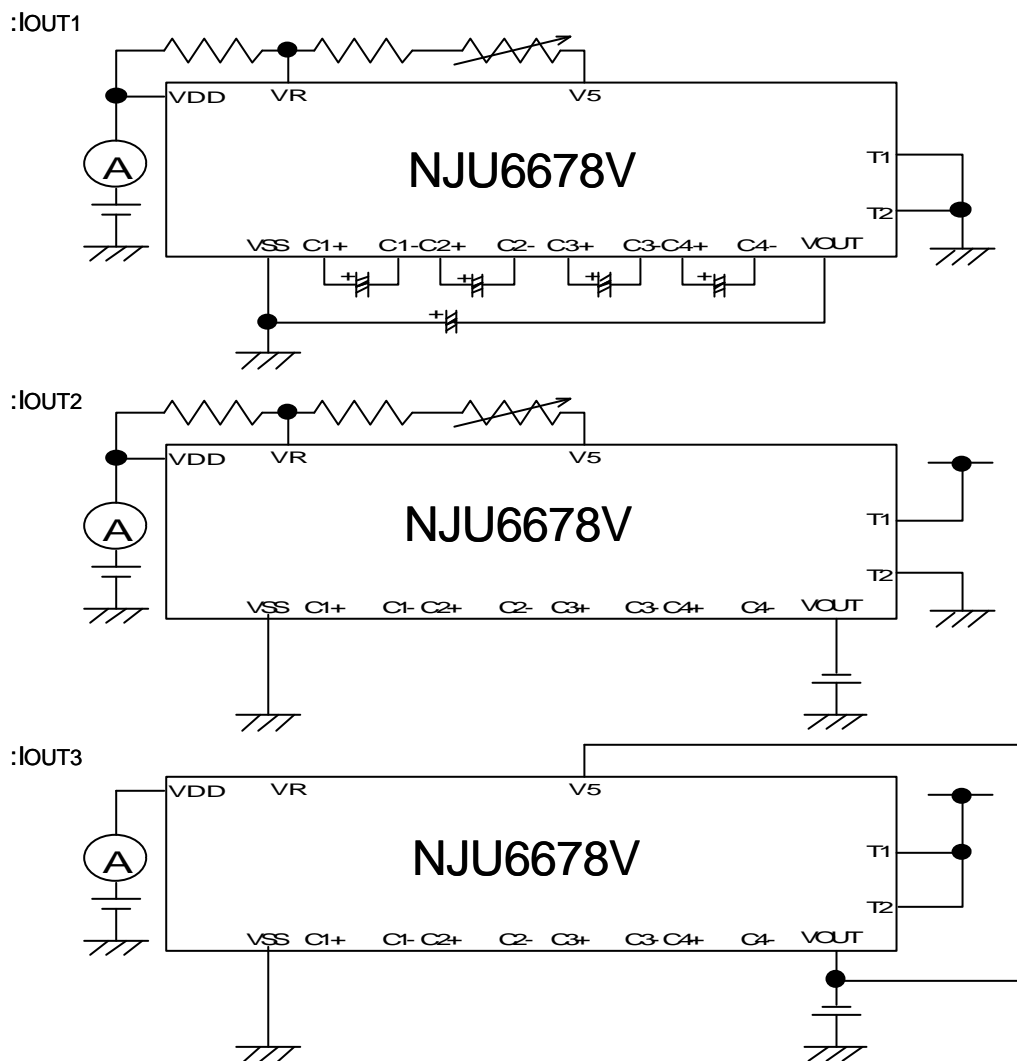 :IOUT1
VDD VR V5
A
NJU6678V
T1
T2
VSS C1+ C1- C2+ C2- C3+ C3- C4+ C4- VOUT
+ + + +
+
:IOUT2
VDD VR V5
A
NJU6678V
T1
T2
VSS C1+ C1- C2+ C2- C3+ C3- C4+ C4- VOUT
:IOUT3
VDD VR V5
A
NJU6678V
T1
T2
VSS C1+ C1- C2+ C2- C3+ C3- C4+ C4- VOUT